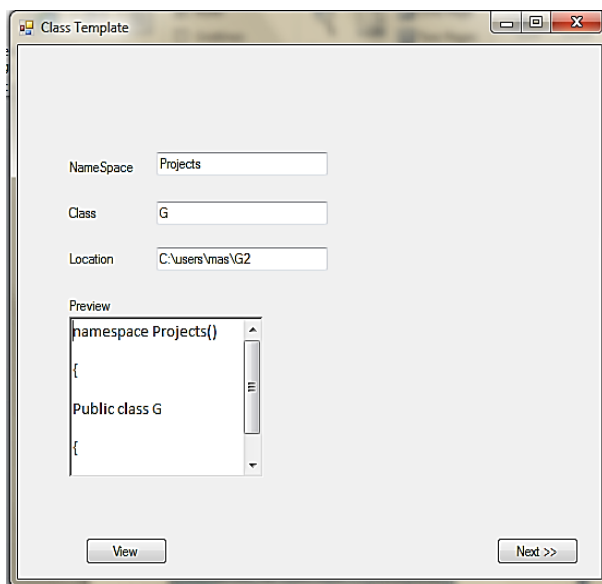 Class Template
NameSpace Projects
Class G
Location C:\users\mas\G2
Preview
namespace Projects()
{
Public class G
{
View Next >>